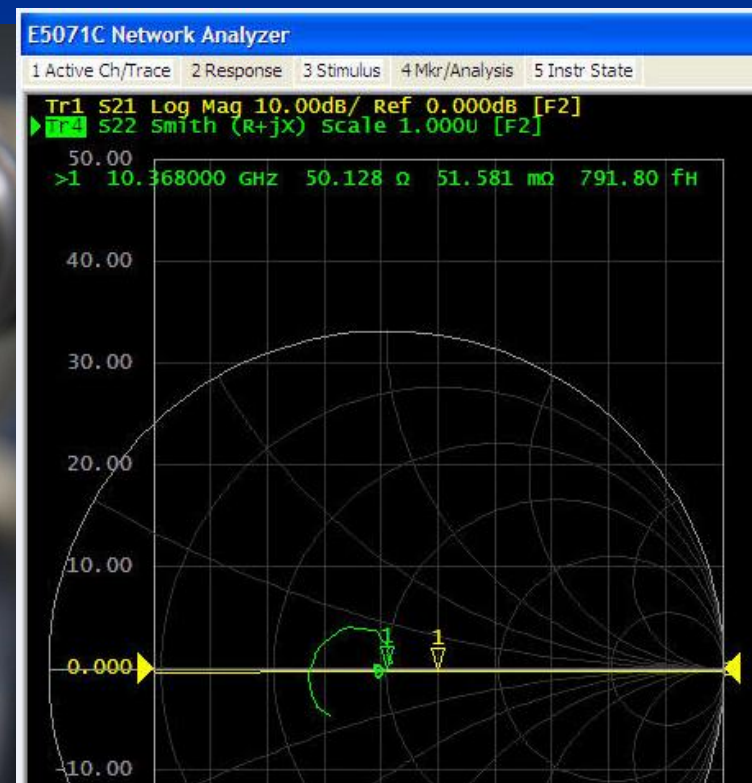 E5071C Network Analyzer
1 Active Ch/Trace 2 Response 3 Stimulus 4 Mkr/Analysis 5 Instr State
Tr1 S21 Log Mag 10.00dB/ Ref 0.000dB [F2]
Tr4 S22 Smith (R+jX) Scale 1.000U [F2]
50.00
>1 10.368000 GHz 50.128 Ω 51.581 mΩ 791.80 fH
40.00
30.00
20.00
10.00
1 1
0.000
-10.00